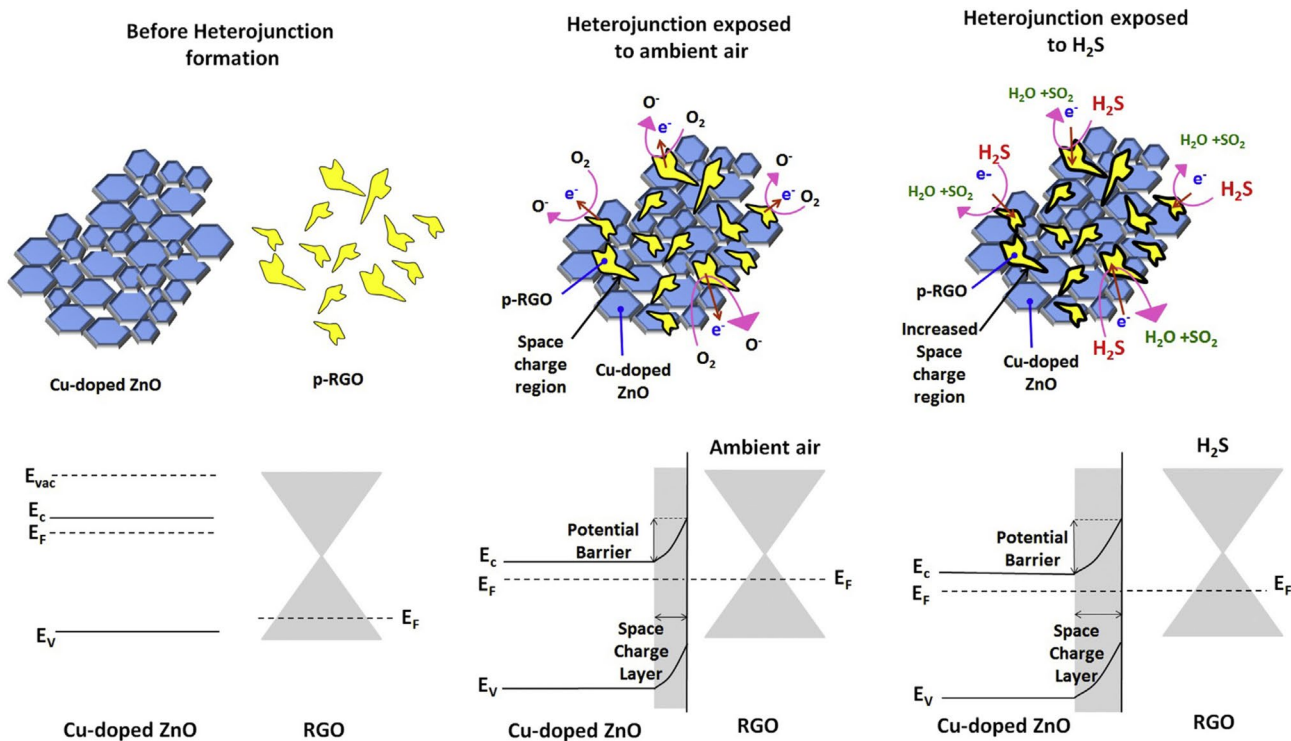 Before Heterojunction
formation
Cu-doped ZnO
p-RGO
Heterojunction exposed
to ambient air
O⁻
O₂
e⁻
O₂
e⁻
O⁻
O⁻
e⁻
O₂
p-RGO
Space
charge
region
Cu-doped
ZnO
e⁻
O₂
O⁻
Heterojunction exposed
to H₂S
H₂O +SO₂
H₂S
e⁻
H₂S
e-
H₂O +SO₂
H₂O +SO₂
e⁻
H₂S
p-RGO
Increased
Space
charge
region
Cu-doped
ZnO
H₂S
e⁻
H₂O +SO₂
Evac
Ec
EF
EV
EF
Cu-doped ZnO
RGO
Ambient air
Potential
Barrier
Ec
EF
EF
Space
Charge
Layer
EV
Cu-doped ZnO
RGO
H₂S
Potential
Barrier
Ec
EF
EF
Space
Charge
Layer
EV
Cu-doped ZnO
RGO